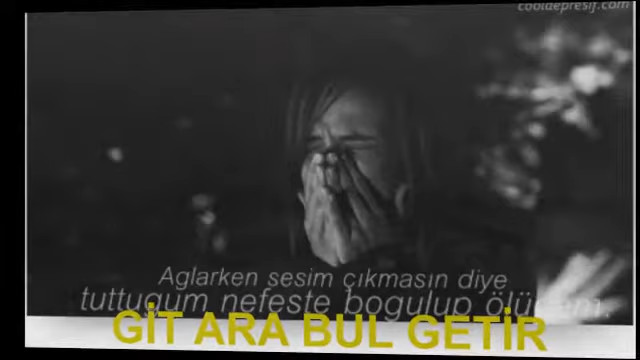 cooldepresif.com
Aglarken sesim çıkmasın diye
tuttugum nefeste bogulup
GİT ARA BUL GETİR